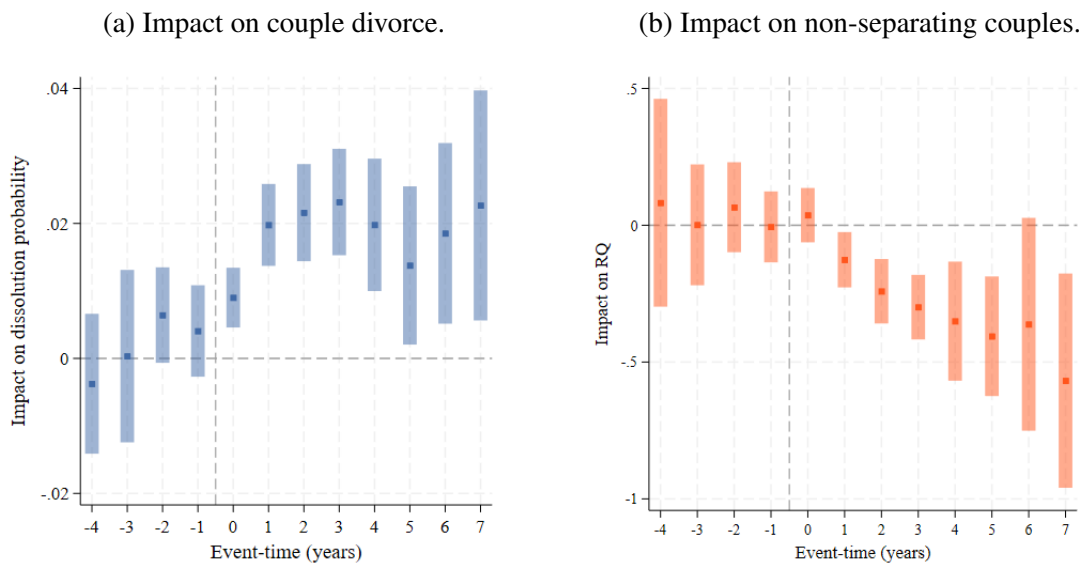 (a) Impact on couple divorce.
Impact on dissolution probability
.04
.02
0
-.02
-4 -3 -2 -1 0 1 2 3 4 5 6 7
Event-time (years)
(b) Impact on non-separating couples.
Impact on RQ
.5
0
-.5
-1
-4 -3 -2 -1 0 1 2 3 4 5 6 7
Event-time (years)